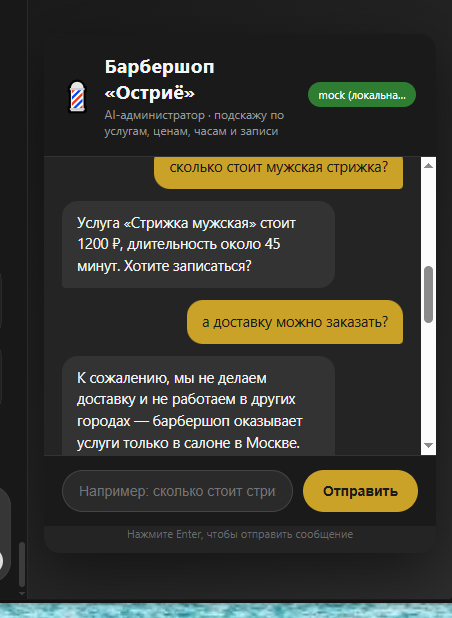 Барбершоп
«Остриё»
AI-администратор · подскажу по
услугам, ценам, часам и записи
mock (локальна...
сколько стоит мужская стрижка?
Услуга «Стрижка мужская» стоит
1200 ₽, длительность около 45
минут. Хотите записаться?
а доставку можно заказать?
К сожалению, мы не делаем
доставку и не работаем в других
городах — барбершоп оказывает
услуги только в салоне в Москве.
Например: сколько стоит стри
Отправить
Нажмите Enter, чтобы отправить сообщение